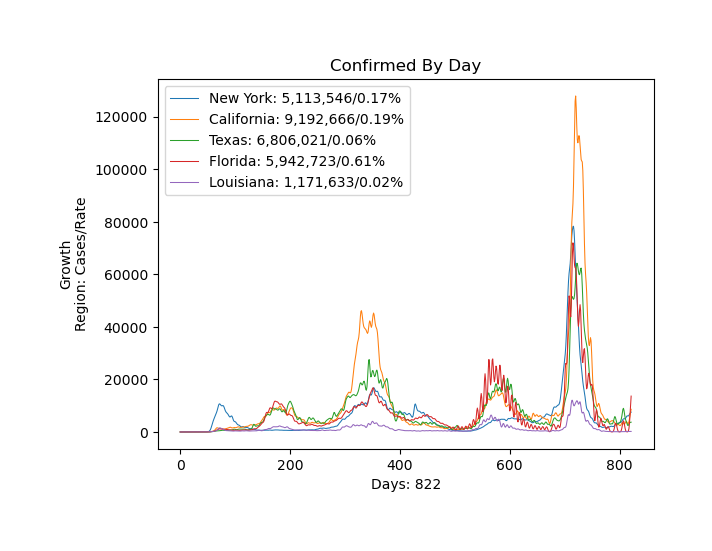 Confirmed By Day
New York: 5,113,546/0.17%
California: 9,192,666/0.19%
Texas: 6,806,021/0.06%
Florida: 5,942,723/0.61%
Louisiana: 1,171,633/0.02%
Growth
Region: Cases/Rate
120000
100000
80000
60000
40000
20000
0
0 200 400 600 800
Days: 822